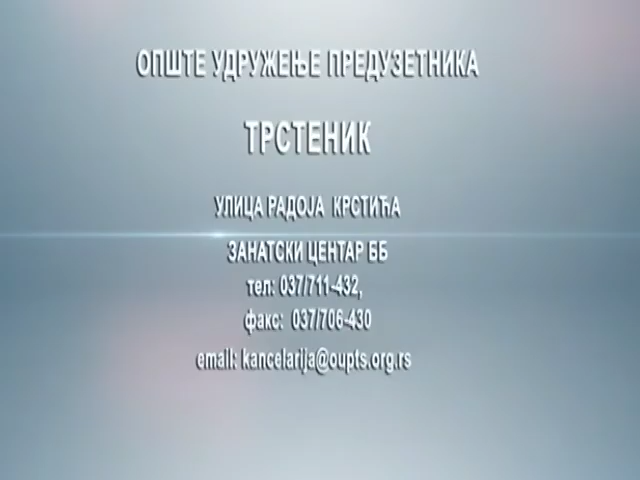 ОПШТЕ УДРУЖЕЊЕ ПРЕДУЗЕТНИКА
ТРСТЕНИК
УЛИЦА РАДОЈА КРСТИЋА
ЗАНАТСКИ ЦЕНТАР ББ
тел: 037/711-432,
факс: 037/706-430
email: kancelarija@oupts.org.rs